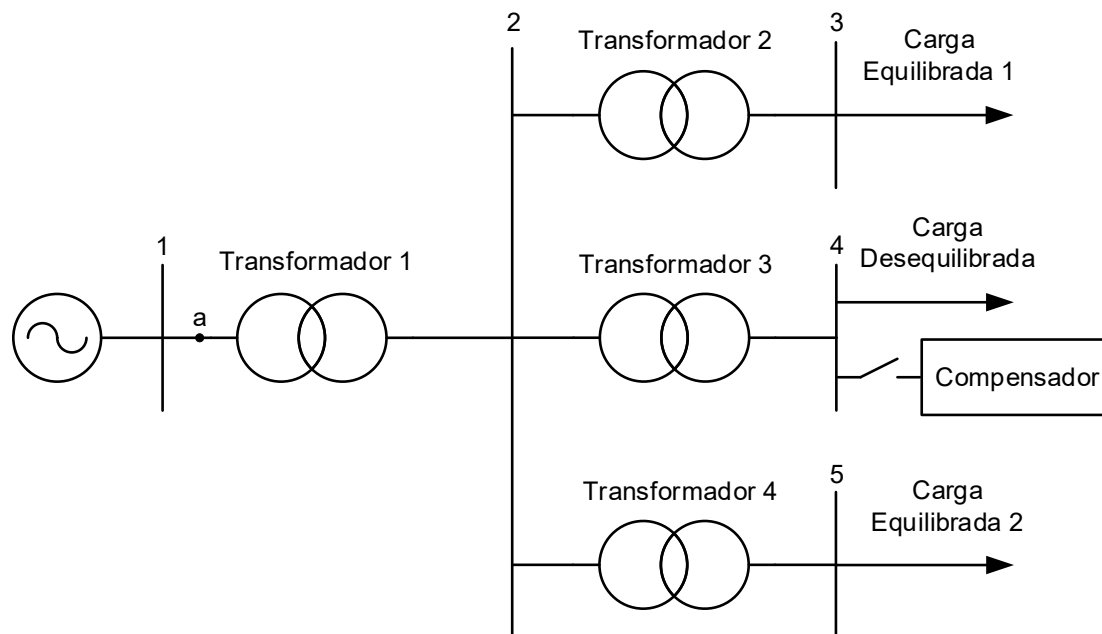 2
Transformador 2
3
Carga
Equilibrada 1
1
a
Transformador 1
Transformador 3
4
Carga
Desequilibrada
Compensador
Transformador 4
5
Carga
Equilibrada 2